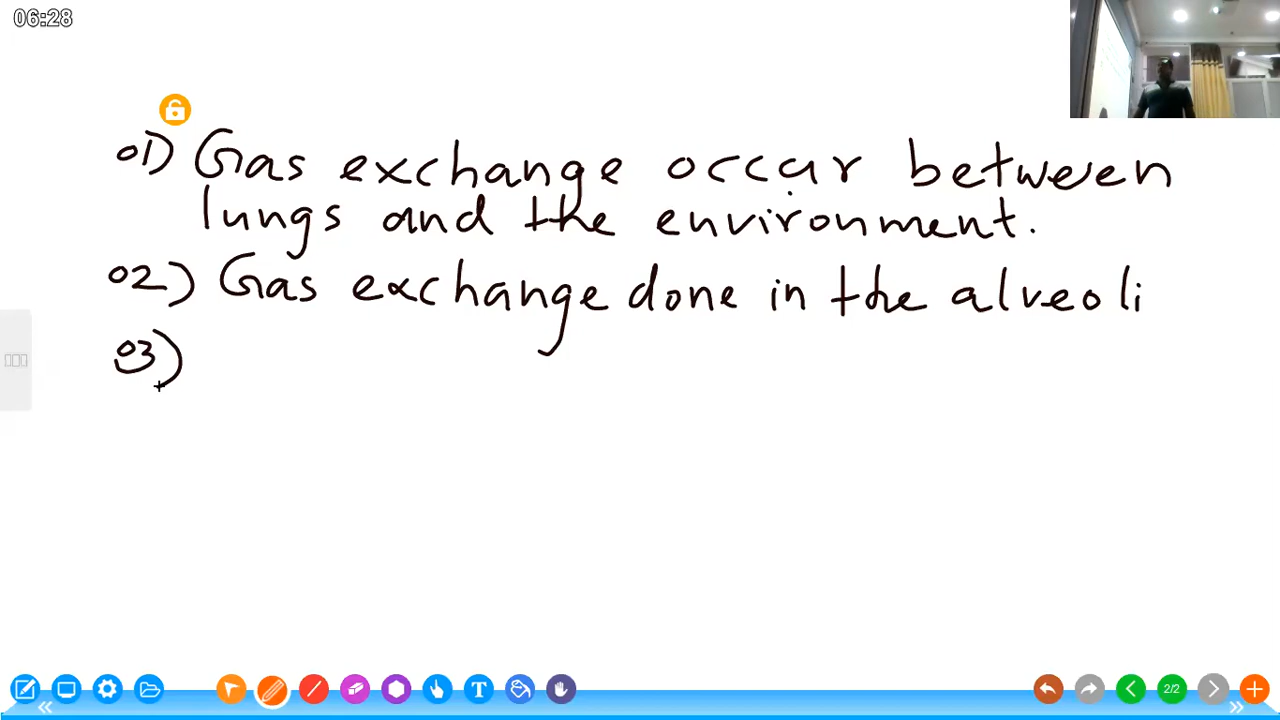 06:28
01) Gas exchange occur between
lungs and the environment.
02) Gas exchange done in the alveoli
03)
T
2/2